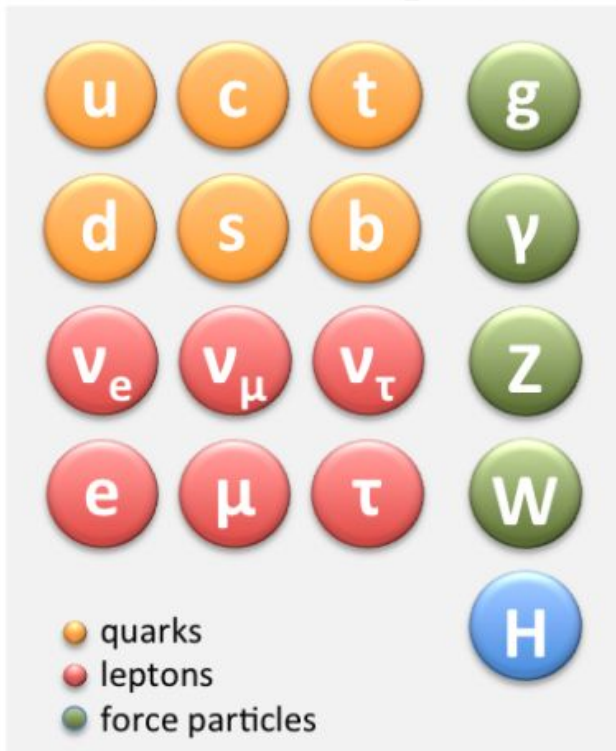 u c t g
d s b γ
νe νμ ντ Z
e μ τ W
H
quarks
leptons
force particles